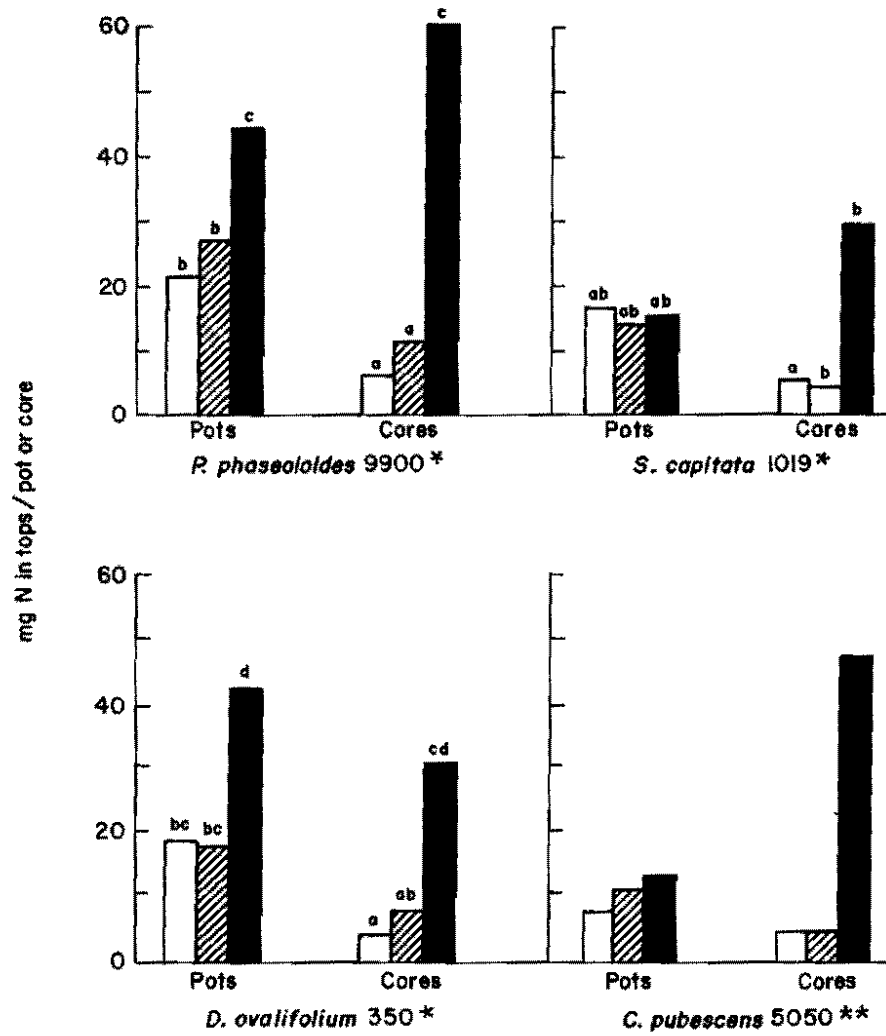 mg N in tops/pot or core
60
40
20
0
b
b
c
a
a
c
Pots
Cores
P. phaseoloides 9900 *
ab
ab
ab
a
b
b
Pots
Cores
S. capitata 1019 *
60
40
20
0
bc
bc
d
a
ab
cd
Pots
Cores
D. ovalifolium 350 *
Pots
Cores
C. pubescens 5050 **